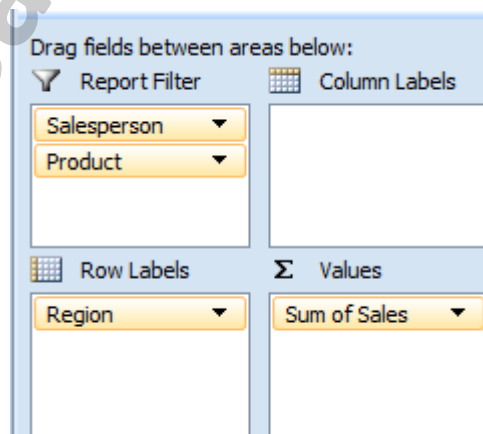 Drag fields between areas below:
Report Filter
Column Labels
Salesperson
Product
Row Labels
Σ Values
Region
Sum of Sales